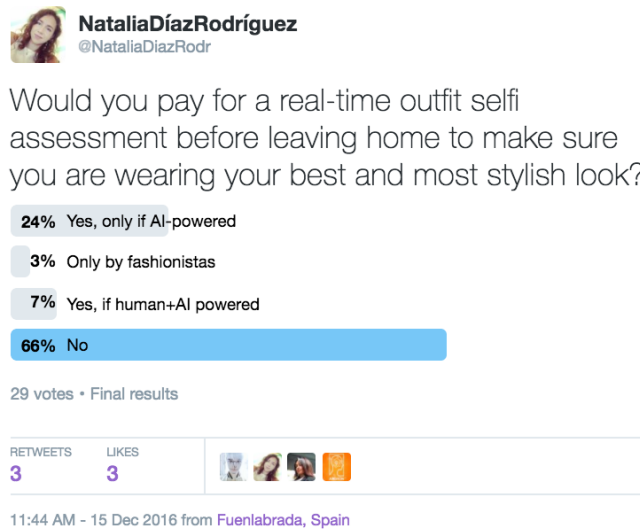 NataliaDíazRodríguez
@NataliaDiazRodr
Would you pay for a real-time outfit selfi
assessment before leaving home to make sure
you are wearing your best and most stylish look?
24% Yes, only if AI-powered
3% Only by fashionistas
7% Yes, if human+AI powered
66% No
29 votes • Final results
RETWEETS LIKES
3 3
11:44 AM - 15 Dec 2016 from Fuenlabrada, Spain